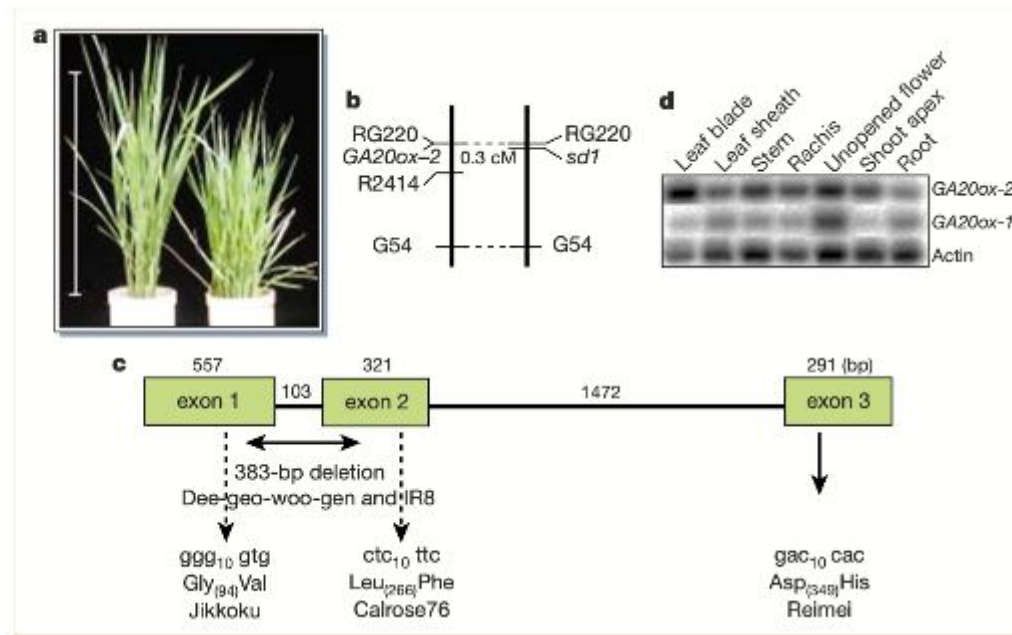 a
b
RG220
GA20ox–2
R2414
G54
0.3 cM
RG220
sd1
G54
d
Leaf blade
Leaf sheath
Stem
Rachis
Unopened flower
Shoot apex
Root
GA20ox-2
GA20ox-1
Actin
c
557
103
321
1472
291 (bp)
exon 1
exon 2
exon 3
383-bp deletion
Dee-geo-woo-gen and IR8
ggg10 gtg
Gly(94)Val
Jikkoku
ctc10 ttc
Leu(266)Phe
Calrose76
gac10 cac
Asp(349)His
Reimei